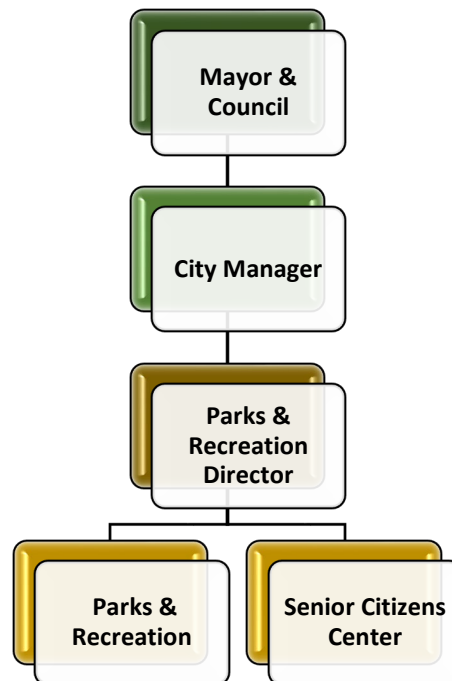 Mayor &
Council
City Manager
Parks &
Recreation
Director
Parks &
Recreation
Senior Citizens
Center